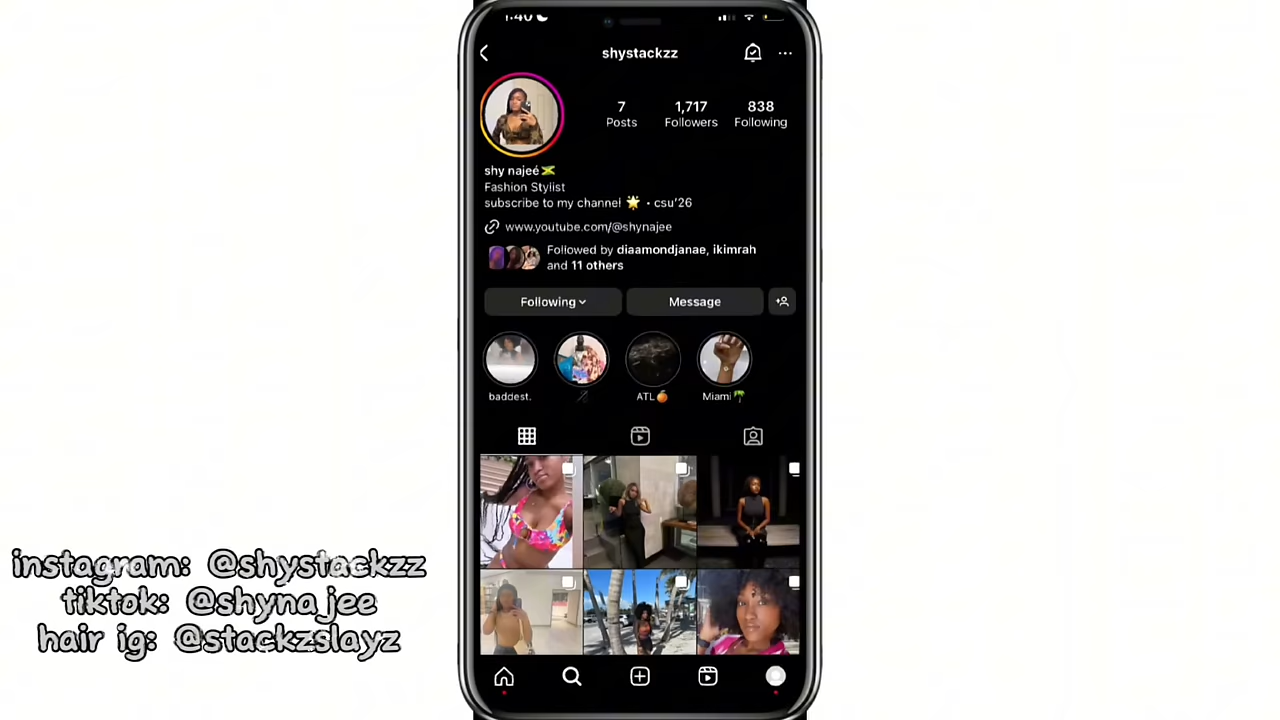 1:40
shystackzz
7
Posts
1,717
Followers
838
Following
shy najeé🇯🇲
Fashion Stylist
subscribe to my channel 🌟 • csu'26
www.youtube.com/@shynajee
Followed by diaamondjanae, ikimrah
and 11 others
Following
Message
baddest.
ATL🍊
Miami🌴
instagram: @shystackzz
tiktok: @shynajee
hair ig: @stackzslayz